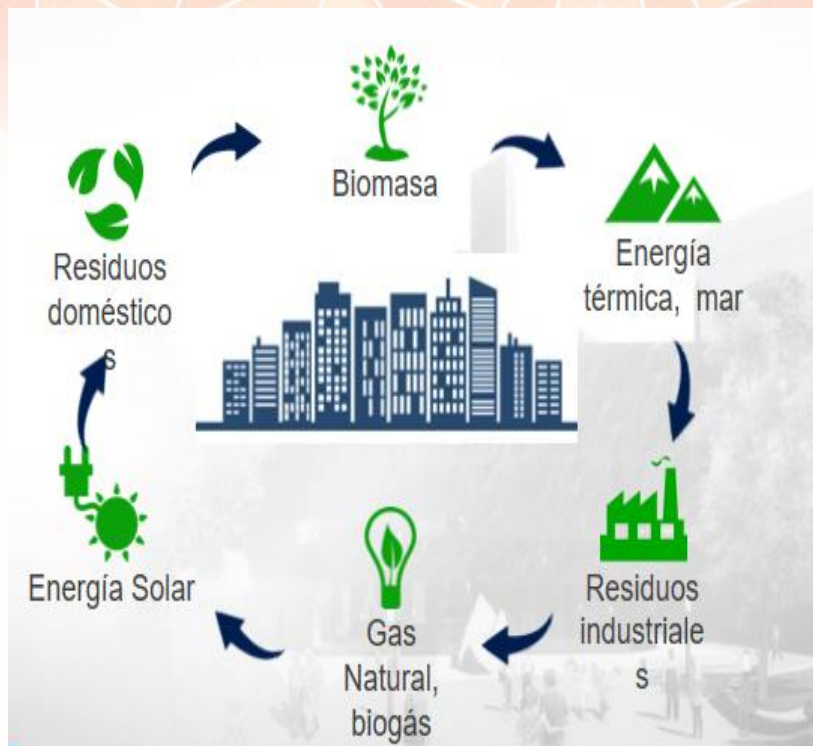 Biomasa
Energía
térmica, mar
Residuos
industriale
s
Gas
Natural,
biogás
Energía Solar
Residuos
doméstico
s